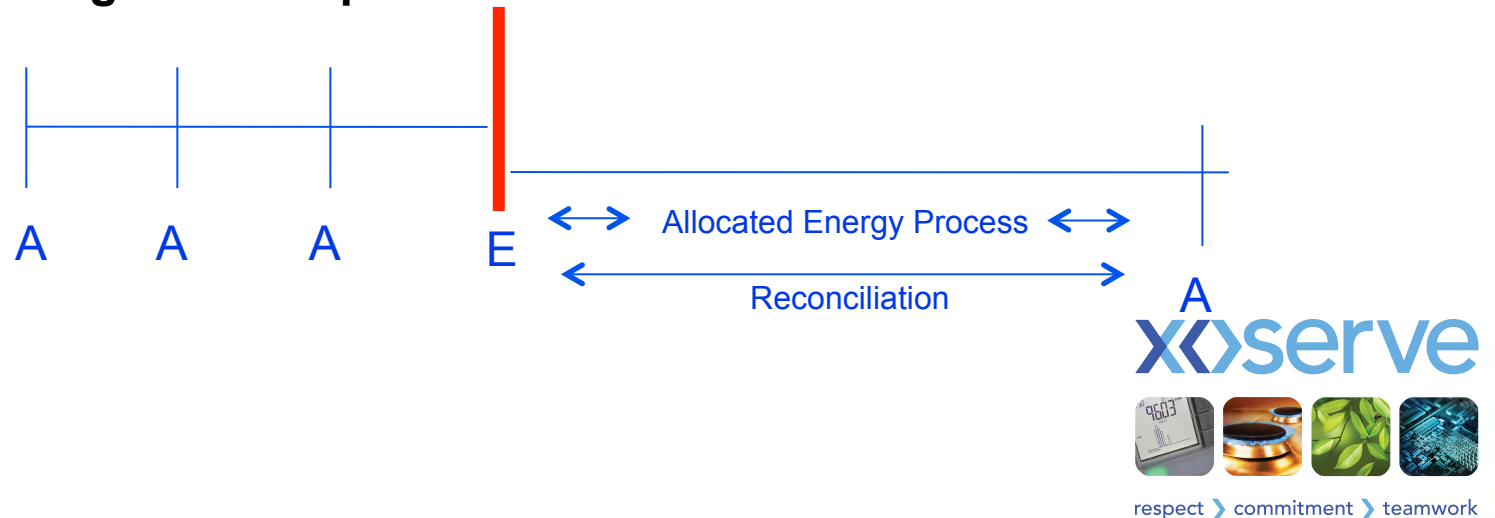 A A A E Allocated Energy Process
Reconciliation
A
xoserve
respect › commitment › teamwork